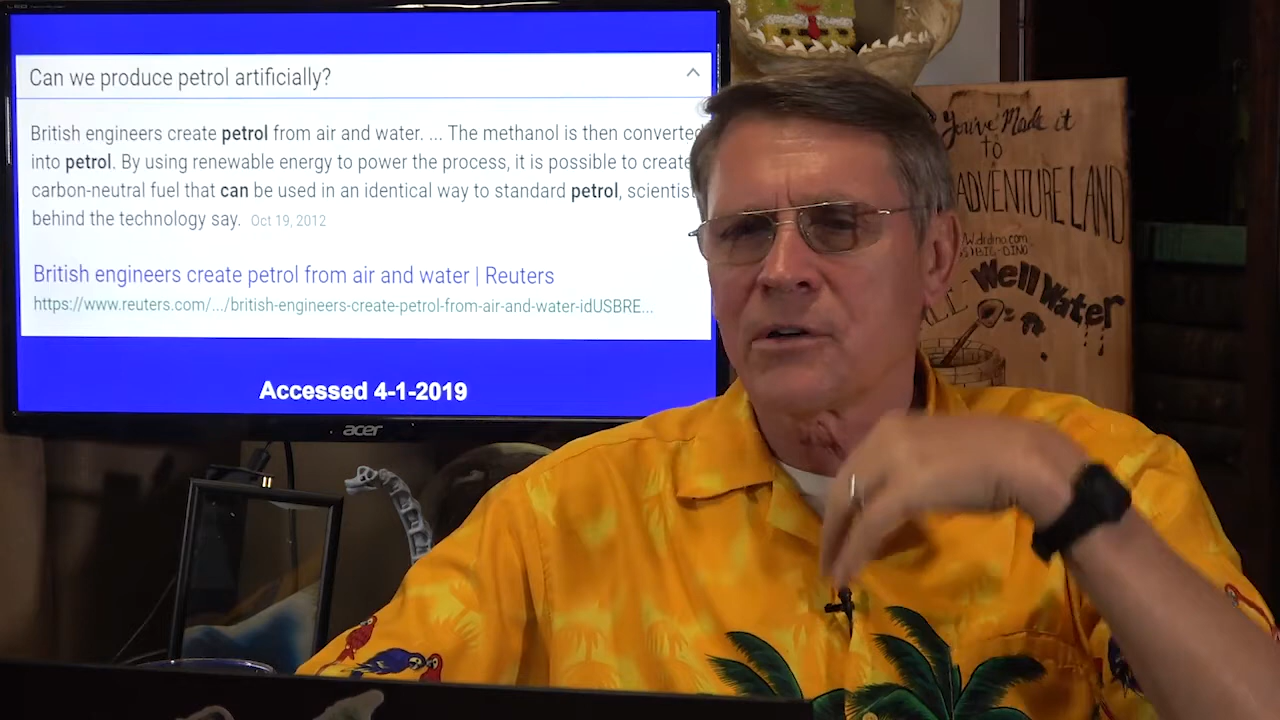 Can we produce petrol artificially?
British engineers create petrol from air and water. ... The methanol is then converted
into petrol. By using renewable energy to power the process, it is possible to create
carbon-neutral fuel that can be used in an identical way to standard petrol, scientist
behind the technology say. Oct 19, 2012
British engineers create petrol from air and water | Reuters
https://www.reuters.com/.../british-engineers-create-petrol-from-air-and-water-idUSBRE...
Accessed 4-1-2019
acer
You've Made it
to
ADVENTURE LAND
.drdino.com
BIG-DINO
Well Water